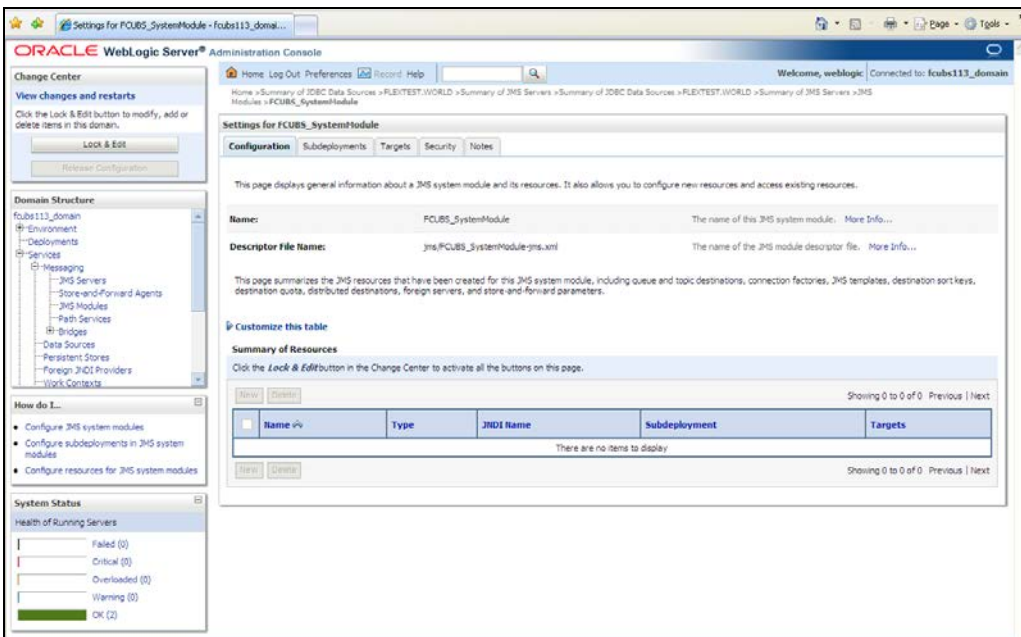 Settings for FCUBS_SystemModule - fcubs113_domai...
Page
Tools
ORACLE WebLogic Server® Administration Console
Change Center
View changes and restarts
Click the Lock & Edit button to modify, add or
delete items in this domain.
Lock & Edit
Release Configuration
Domain Structure
fcubs113_domain
Environment
Deployments
Services
Messaging
JMS Servers
Store-and-Forward Agents
JMS Modules
Path Services
Bridges
Data Sources
Persistent Stores
Foreign JNDI Providers
Work Contexts
How do I...
Configure JMS system modules
Configure subdeployments in JMS system
modules
Configure resources for JMS system modules
System Status
Health of Running Servers
Failed (0)
Critical (0)
Overloaded (0)
Warning (0)
OK (2)
Home Log Out Preferences Record Help
Welcome, weblogic Connected to: fcubs113_domain
Home >Summary of JDBC Data Sources >FLEXTEST.WORLD >Summary of JMS Servers >Summary of JDBC Data Sources >FLEXTEST.WORLD >Summary of JMS Servers >JMS
Modules >FCUBS_SystemModule
Settings for FCUBS_SystemModule
Configuration Subdeployments Targets Security Notes
This page displays general information about a JMS system module and its resources. It also allows you to configure new resources and access existing resources.
Name: FCUBS_SystemModule The name of this JMS system module. More Info...
Descriptor File Name: jms/FCUBS_SystemModule-jms.xml The name of the JMS module descriptor file. More Info...
This page summarizes the JMS resources that have been created for this JMS system module, including queue and topic destinations, connection factories, JMS templates, destination sort keys,
destination quota, distributed destinations, foreign servers, and store-and-forward parameters.
Customize this table
Summary of Resources
Click the Lock & Edit button in the Change Center to activate all the buttons on this page.
New Delete Showing 0 to 0 of 0 Previous | Next
Name Type JNDI Name Subdeployment Targets
There are no items to display
New Delete Showing 0 to 0 of 0 Previous | Next